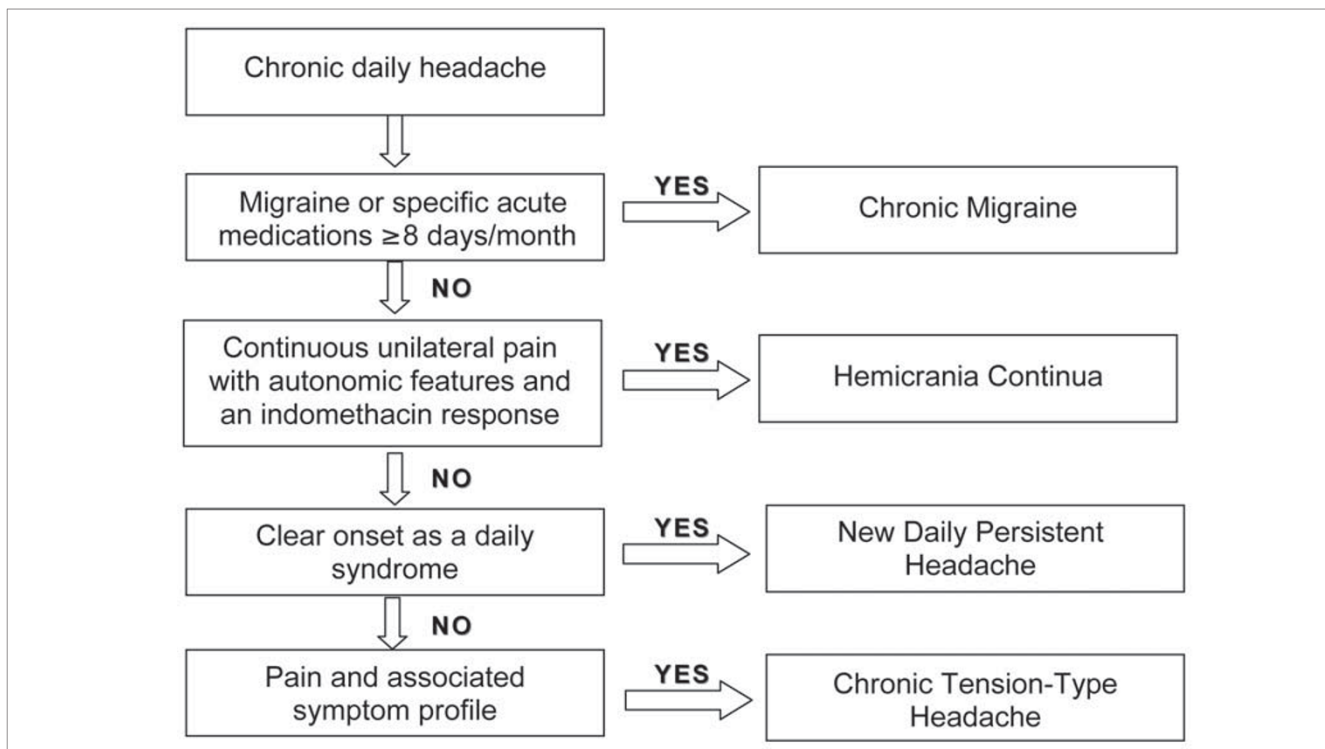 Chronic daily headache
Migraine or specific acute
medications ≥8 days/month
YES
Chronic Migraine
NO
Continuous unilateral pain
with autonomic features and
an indomethacin response
YES
Hemicrania Continua
NO
Clear onset as a daily
syndrome
YES
New Daily Persistent
Headache
NO
Pain and associated
symptom profile
YES
Chronic Tension-Type
Headache